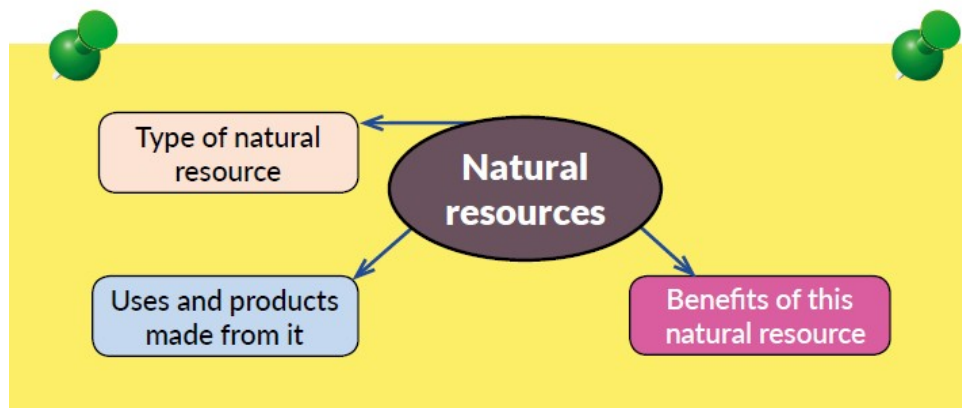 Type of natural
resource
Natural
resources
Uses and products
made from it
Benefits of this
natural resource